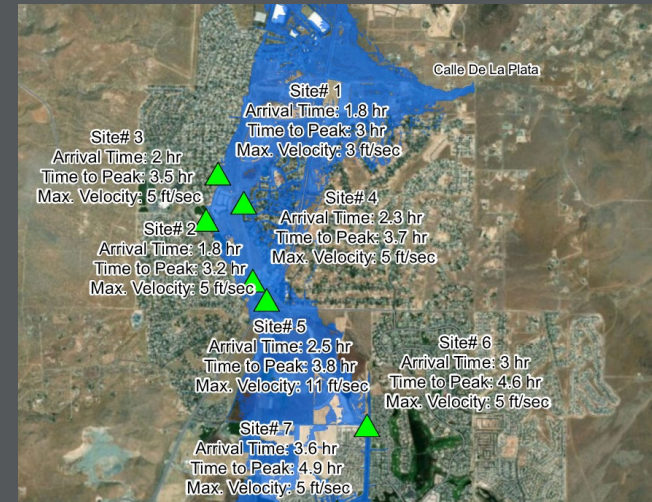 Calle De La Plata
Site# 1
Arrival Time: 1.8 hr
Time to Peak: 3 hr
Max. Velocity: 3 ft/sec
Site# 3
Arrival Time: 2 hr
Time to Peak: 3.5 hr
Max. Velocity: 5 ft/sec
Site# 4
Arrival Time: 2.3 hr
Time to Peak: 3.7 hr
Max. Velocity: 5 ft/sec
Site# 2
Arrival Time: 1.8 hr
Time to Peak: 3.2 hr
Max. Velocity: 5 ft/sec
Site# 5
Arrival Time: 2.5 hr
Time to Peak: 3.8 hr
Max. Velocity: 11 ft/sec
Site# 6
Arrival Time: 3 hr
Time to Peak: 4.6 hr
Max. Velocity: 5 ft/sec
Site# 7
Arrival Time: 3.6 hr
Time to Peak: 4.9 hr
Max. Velocity: 5 ft/sec